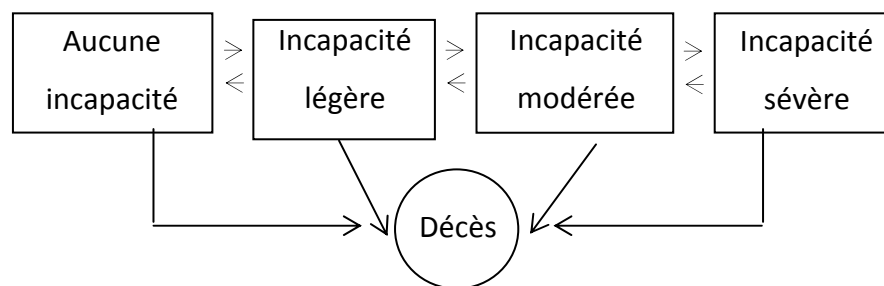 Aucune
incapacité
Incapacité
légère
Incapacité
modérée
Incapacité
sévère
Décès